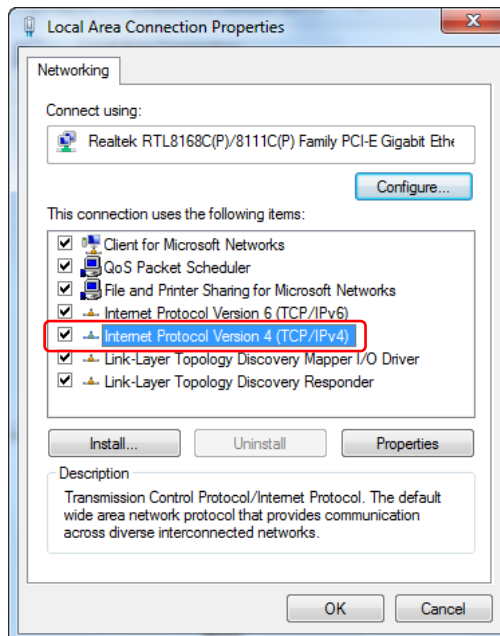 Local Area Connection Properties
Networking
Connect using:
Realtek RTL8168C(P)/8111C(P) Family PCI-E Gigabit Ethe
Configure...
This connection uses the following items:
Client for Microsoft Networks
QoS Packet Scheduler
File and Printer Sharing for Microsoft Networks
Internet Protocol Version 6 (TCP/IPv6)
Internet Protocol Version 4 (TCP/IPv4)
Link-Layer Topology Discovery Mapper I/O Driver
Link-Layer Topology Discovery Responder
Install... Uninstall Properties
Description
Transmission Control Protocol/Internet Protocol. The default
wide area network protocol that provides communication
across diverse interconnected networks.
OK Cancel